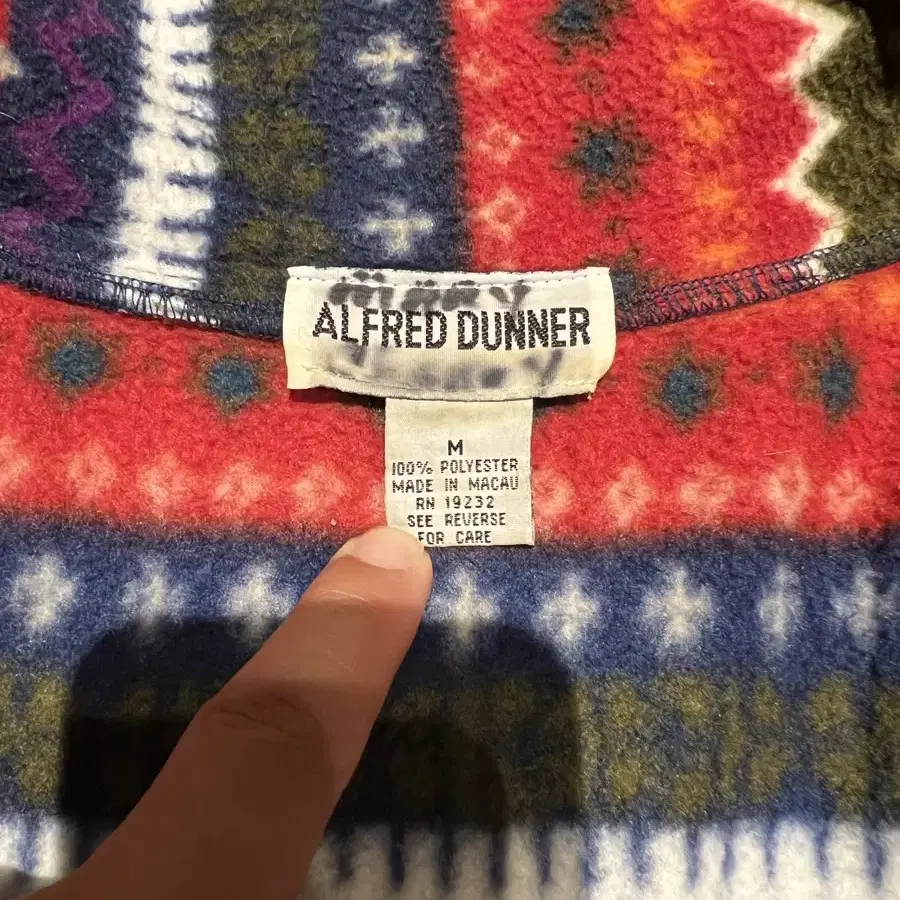 ALFRED DUNNER
M
100% POLYESTER
MADE IN MACAU
RN 19232
SEE REVERSE
FOR CARE